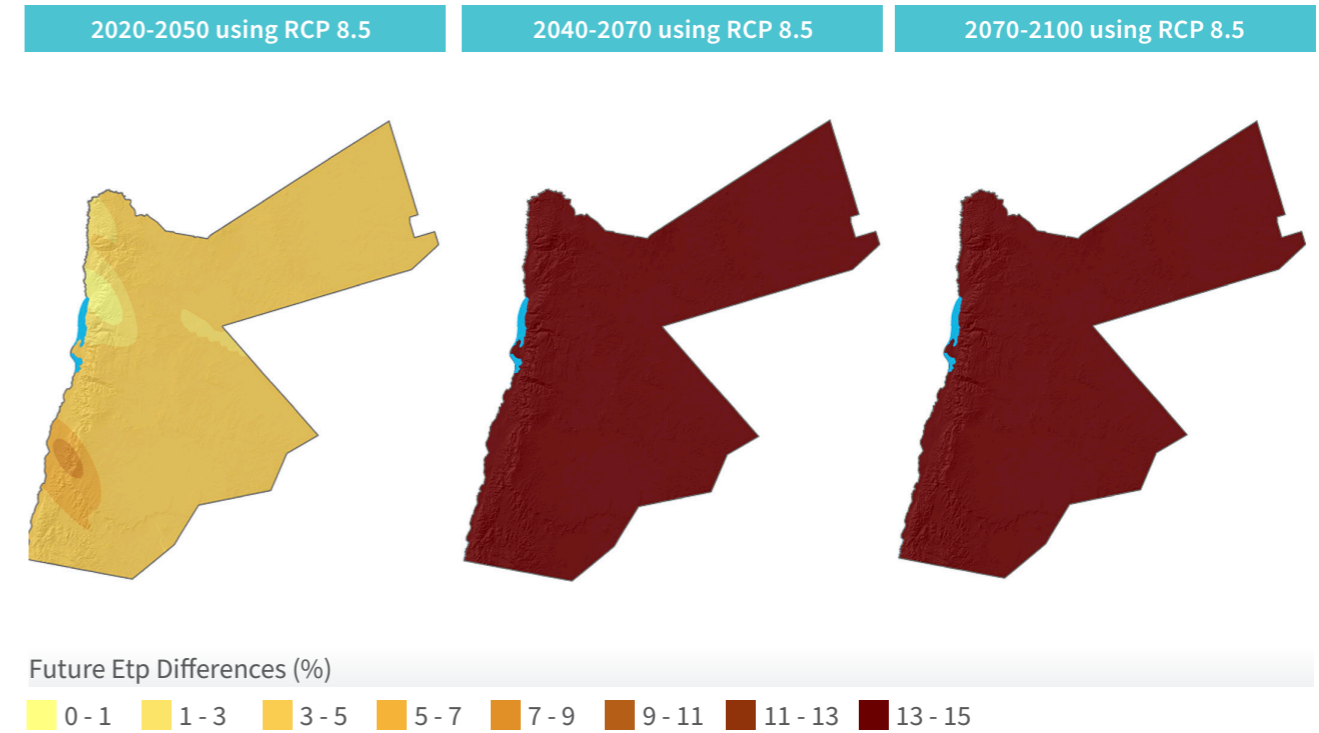 2020-2050 using RCP 8.5
2040-2070 using RCP 8.5
2070-2100 using RCP 8.5
Future Etp Differences (%)
0 - 1
1 - 3
3 - 5
5 - 7
7 - 9
9 - 11
11 - 13
13 - 15